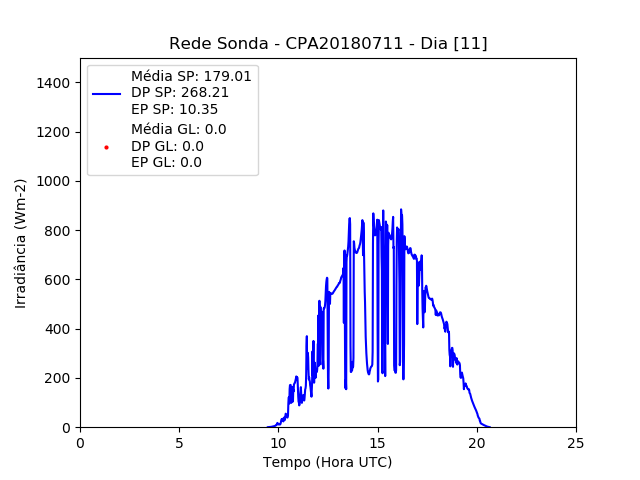 Rede Sonda - CPA20180711 - Dia [11]
Média SP: 179.01
DP SP: 268.21
EP SP: 10.35
Média GL: 0.0
DP GL: 0.0
EP GL: 0.0
Irradiância (Wm-2)
1400
1200
1000
800
600
400
200
0
0 5 10 15 20 25
Tempo (Hora UTC)